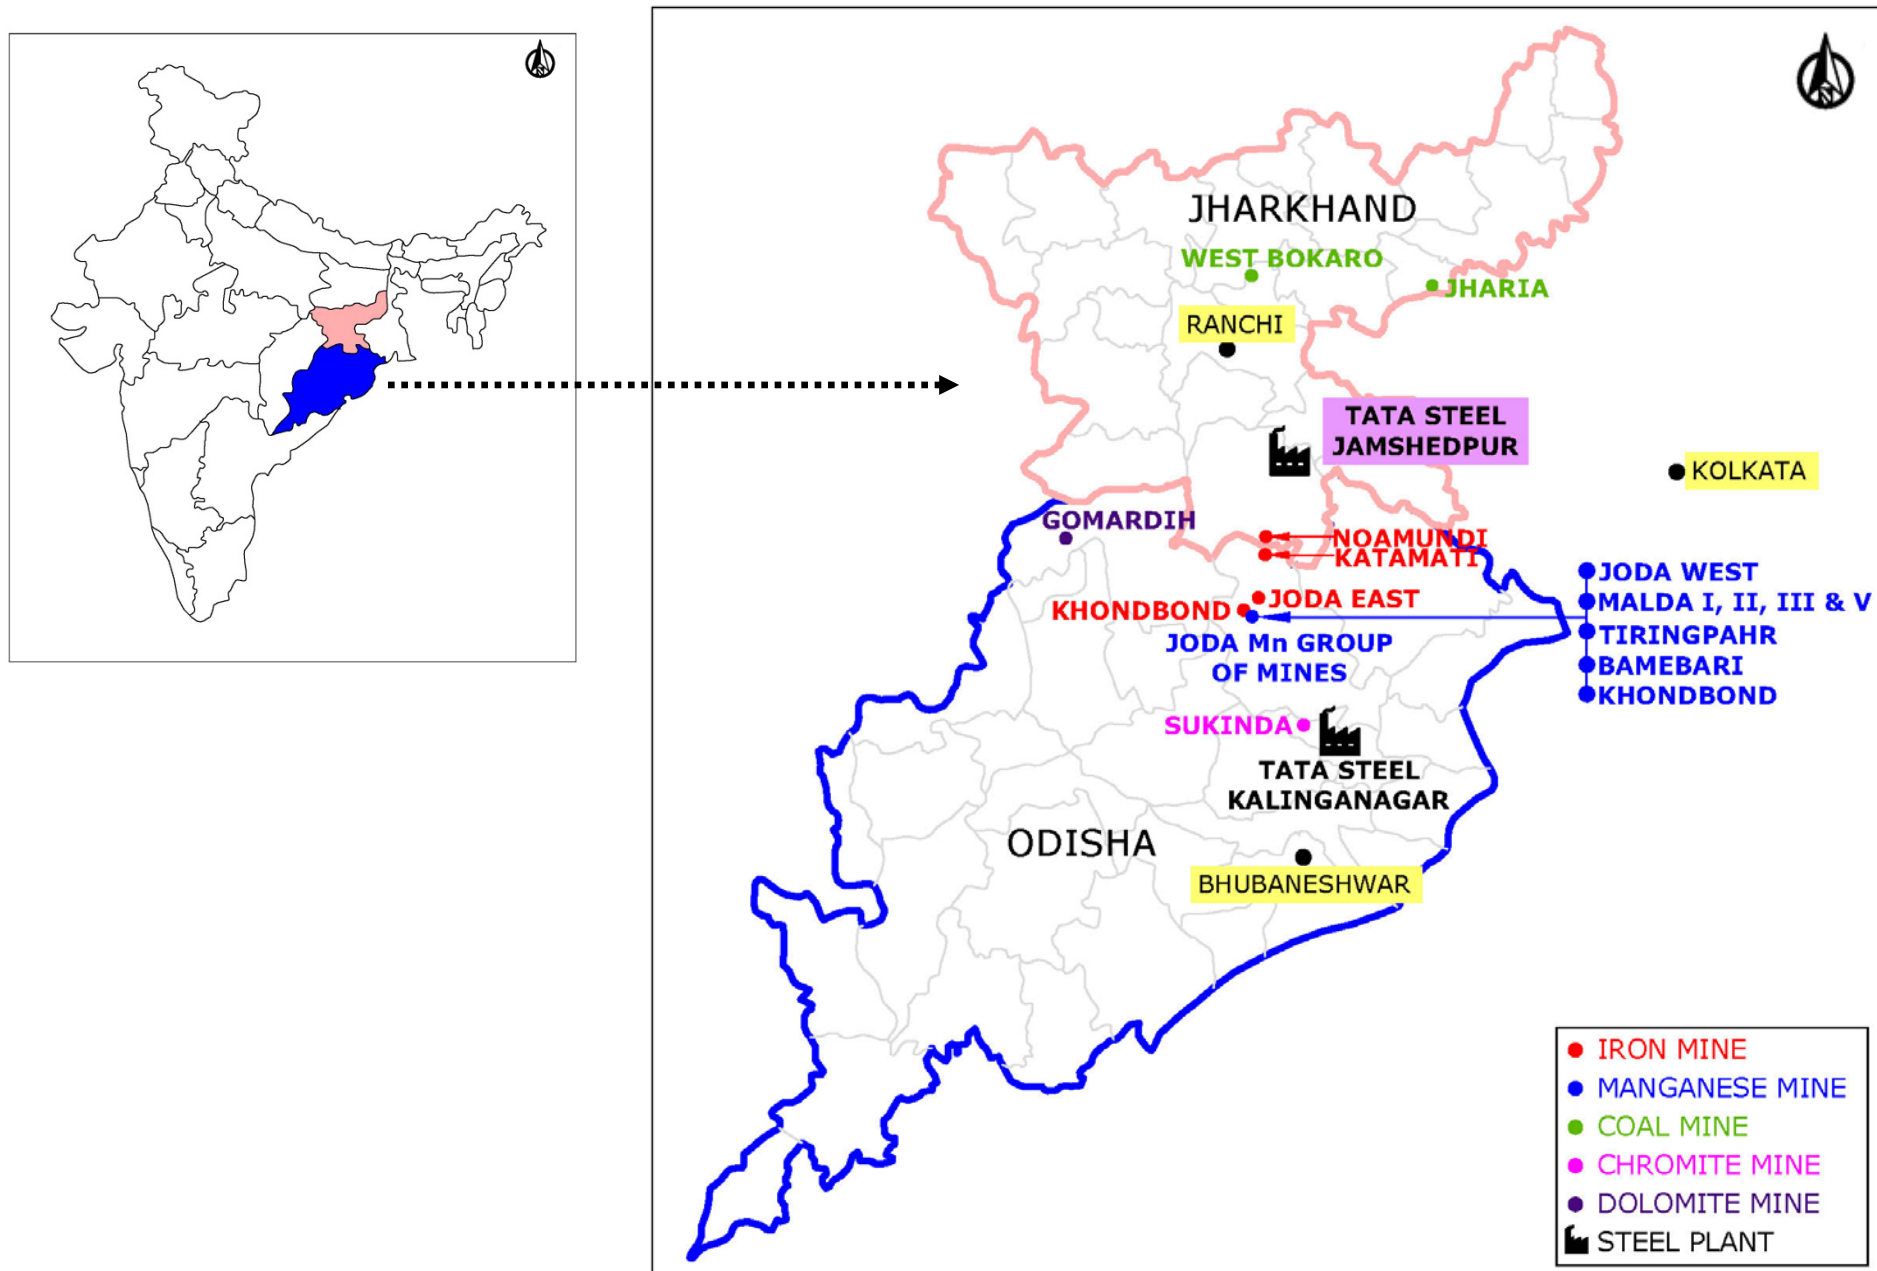 N
N
JHARKHAND
WEST BOKARO
JHARIA
RANCHI
TATA STEEL
JAMSHEDPUR
KOLKATA
GOMARDIH
NOAMUNDI
KATAMATI
JODA WEST
JODA EAST
MALDA I, II, III & V
KHONDBOND
TIRINGPAHR
JODA Mn GROUP
OF MINES
BAMEBARI
KHONDBOND
SUKINDA
TATA STEEL
KALINGANAGAR
ODISHA
BHUBANESHWAR
IRON MINE
MANGANESE MINE
COAL MINE
CHROMITE MINE
DOLOMITE MINE
STEEL PLANT